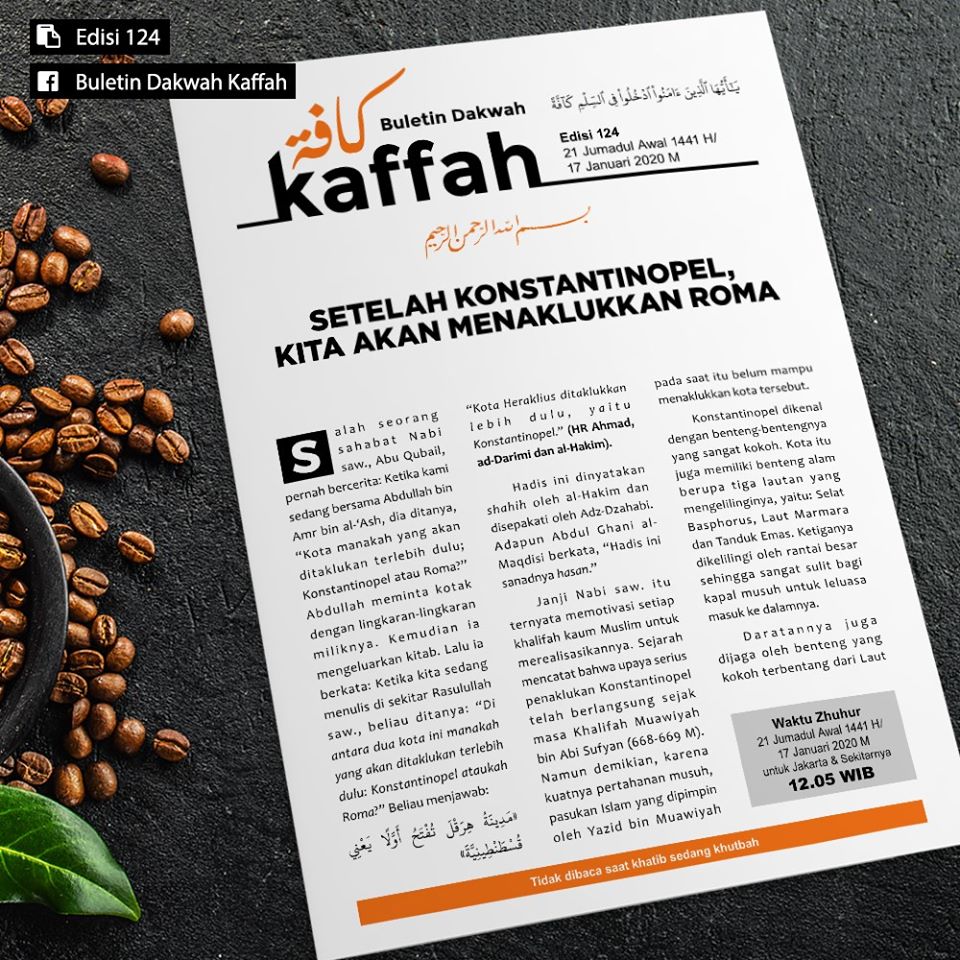 Edisi 124
Buletin Dakwah Kaffah
كافة
Buletin Dakwah
kaffah
يَٰٓأَيُّهَا ٱلَّذِينَ ءَامَنُوا۟ ٱدْخُلُوا۟ فِى ٱلسِّلْمِ كَآفَّةً
Edisi 124
21 Jumadul Awal 1441 H/
17 Januari 2020 M
بسم الله الرحمن الرحيم
SETELAH KONSTANTINOPEL,
KITA AKAN MENAKLUKKAN ROMA
Salah seorang
sahabat Nabi
saw., Abu Qubail,
pernah bercerita: Ketika kami
sedang bersama Abdullah bin
Amr bin al-‘Ash, dia ditanya,
“Kota manakah yang akan
ditaklukan terlebih dulu;
Konstantinopel atau Roma?”
Abdullah meminta kotak
dengan lingkaran-lingkaran
miliknya. Kemudian ia
mengeluarkan kitab. Lalu ia
berkata: Ketika kita sedang
menulis di sekitar Rasulullah
saw., beliau ditanya: “Di
antara dua kota ini manakah
yang akan ditaklukan terlebih
dulu: Konstantinopel ataukah
Roma?” Beliau menjawab:
«مَدِينَةُ هِرَقْلَ تُفْتَحُ أَوَّلًا يَعْنِي
قُسْطَنْطِينِيَّةَ»
“Kota Heraklius ditaklukkan
lebih dulu, yaitu
Konstantinopel.” (HR Ahmad,
ad-Darimi dan al-Hakim).
Hadis ini dinyatakan
shahih oleh al-Hakim dan
disepakati oleh Adz-Dzahabi.
Adapun Abdul Ghani al-
Maqdisi berkata, “Hadis ini
sanadnya hasan.”
Janji Nabi saw. itu
ternyata memotivasi setiap
khalifah kaum Muslim untuk
merealisasikannya. Sejarah
mencatat bahwa upaya serius
penaklukan Konstantinopel
telah berlangsung sejak
masa Khalifah Muawiyah
bin Abi Sufyan (668-669 M).
Namun demikian, karena
kuatnya pertahanan musuh,
pasukan Islam yang dipimpin
oleh Yazid bin Muawiyah
pada saat itu belum mampu
menaklukkan kota tersebut.
Konstantinopel dikenal
dengan benteng-bentengnya
yang sangat kokoh. Kota itu
juga memiliki benteng alam
berupa tiga lautan yang
mengelilinginya, yaitu: Selat
Basphorus, Laut Marmara
dan Tanduk Emas. Ketiganya
dikelilingi oleh rantai besar
sehingga sangat sulit bagi
kapal musuh untuk leluasa
masuk ke dalamnya.
Daratannya juga
dijaga oleh benteng yang
kokoh terbentang dari Laut
Waktu Zhuhur
21 Jumadul Awal 1441 H/
17 Januari 2020 M
untuk Jakarta & Sekitarnya
12.05 WIB
Tidak dibaca saat khatib sedang khutbah